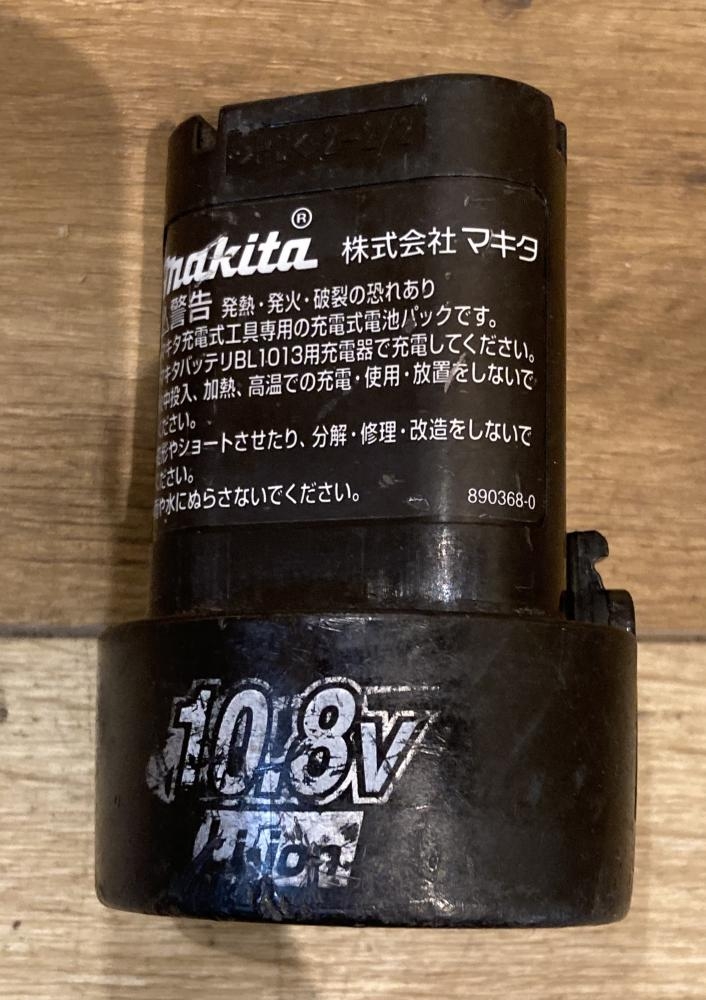 makita® 株式会社 マキタ
警告 発熱・発火・破裂の恐れあり
キタ充電式工具専用の充電式電池パックです。
キタバッテリBL1013用充電器で充電してください。
中投入、加熱、高温での充電・使用・放置をしないで
ださい。
形やショートさせたり、分解・修理・改造をしないで
ださい。
や水にぬらさないでください。 890368-0
10.8V
Li-ion